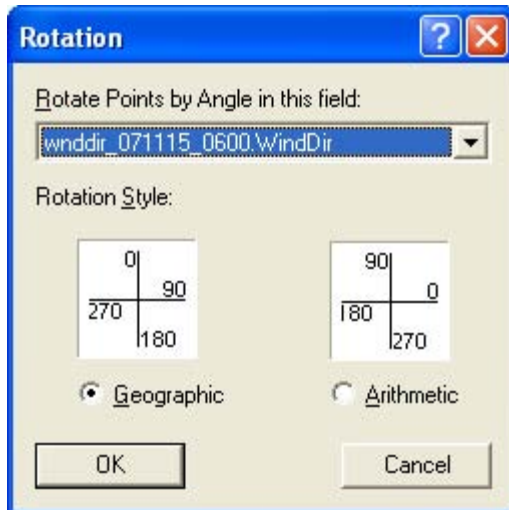 Rotation
Rotate Points by Angle in this field:
wnddir_071115_0600.WindDir
Rotation Style:
0
90
270
180
90
0
180
270
Geographic
Arithmetic
OK
Cancel